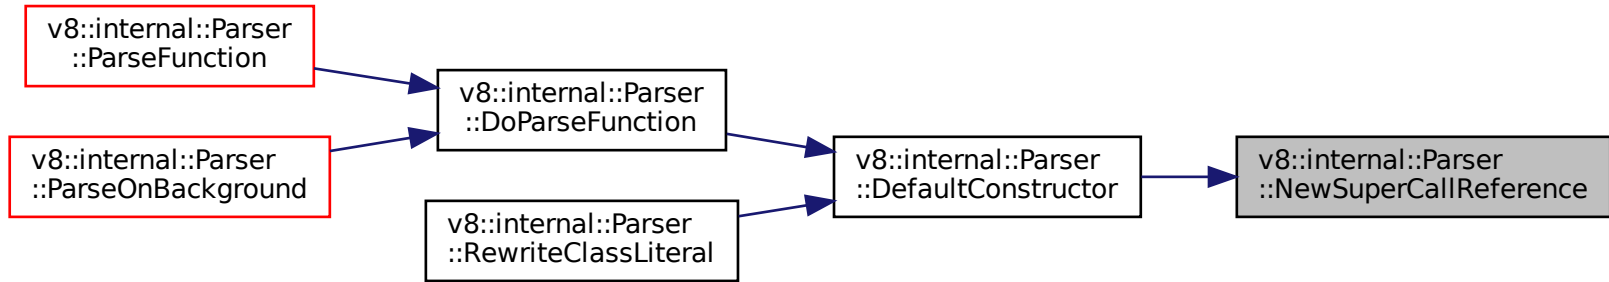 v8::internal::Parser
::ParseFunction
v8::internal::Parser
::ParseOnBackground
v8::internal::Parser
::DoParseFunction
v8::internal::Parser
::RewriteClassLiteral
v8::internal::Parser
::DefaultConstructor
v8::internal::Parser
::NewSuperCallReference